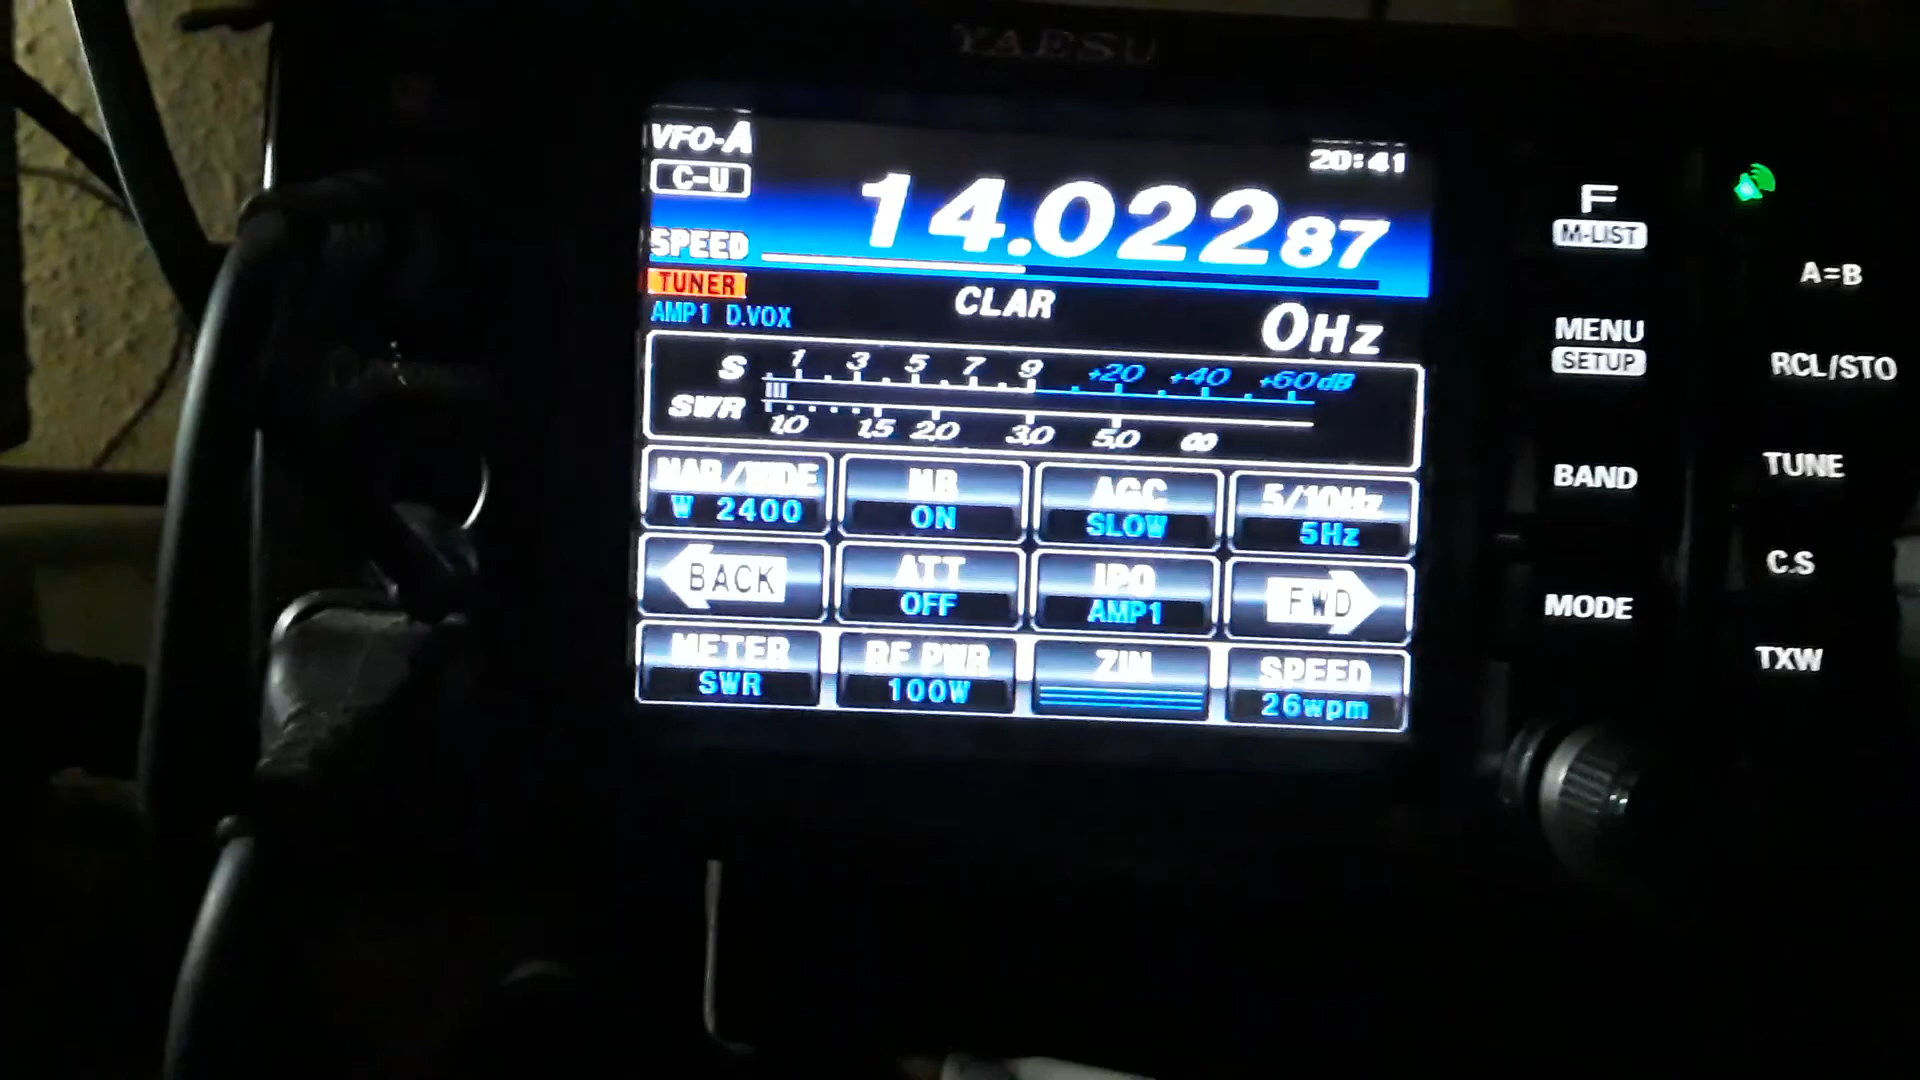 YAESU
VFO-A
20:41
C-U
14.02287
SPEED
TUNER
CLAR
0Hz
AMP1 D.VOX
S 1 3 5 7 9 +20 +40 +60dB
SWR 1.0 1.5 2.0 3.0 5.0 ∞
NAR/WIDE
W 2400
NB
ON
AGC
SLOW
5/10Hz
5Hz
BACK
ATT
OFF
IPO
AMP1
FWD
METER
SWR
RF PWR
100W
ZIN
SPEED
26wpm
F
M-LIST
MENU
SETUP
BAND
MODE
A=B
RCL/STO
TUNE
C.S
TXW